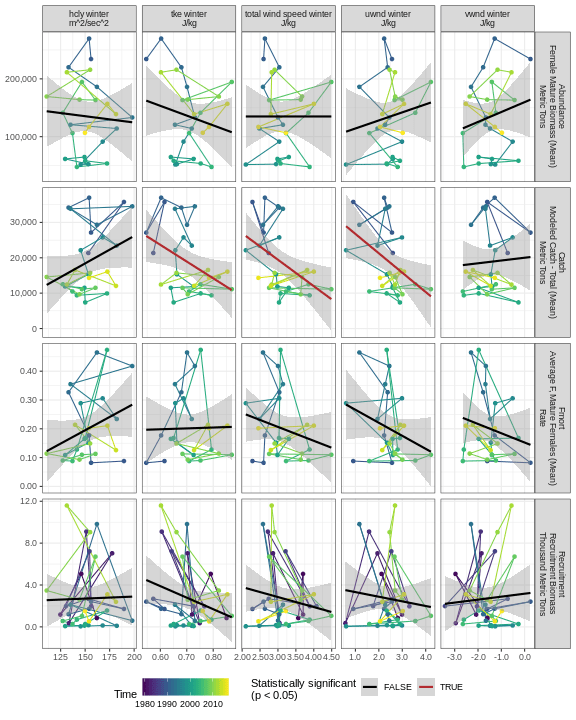 hcly winter
m^2/sec^2
tke winter
J/kg
total wind speed winter
J/kg
uwnd winter
J/kg
vwnd winter
J/kg
200,000
100,000
Abundance
Female Mature Biomass (Mean)
Metric Tons
30,000
20,000
10,000
0
Catch
Modeled Catch - Total (Mean)
Metric Tons
0.40
0.30
0.20
0.10
0.00
Fmort
Average F, Mature Females (Mean)
Rate
12.0
8.0
4.0
0.0
Recruitment
Recruitment Biomass
Thousand Metric Tons
125 150 175 200
0.60 0.70 0.80
2.00 2.50 3.00 3.50 4.00 4.50
1.0 2.0 3.0 4.0
-3.0 -2.0 -1.0 0.0
Time
1980 1990 2000 2010
Statistically significant
(p < 0.05)
FALSE
TRUE